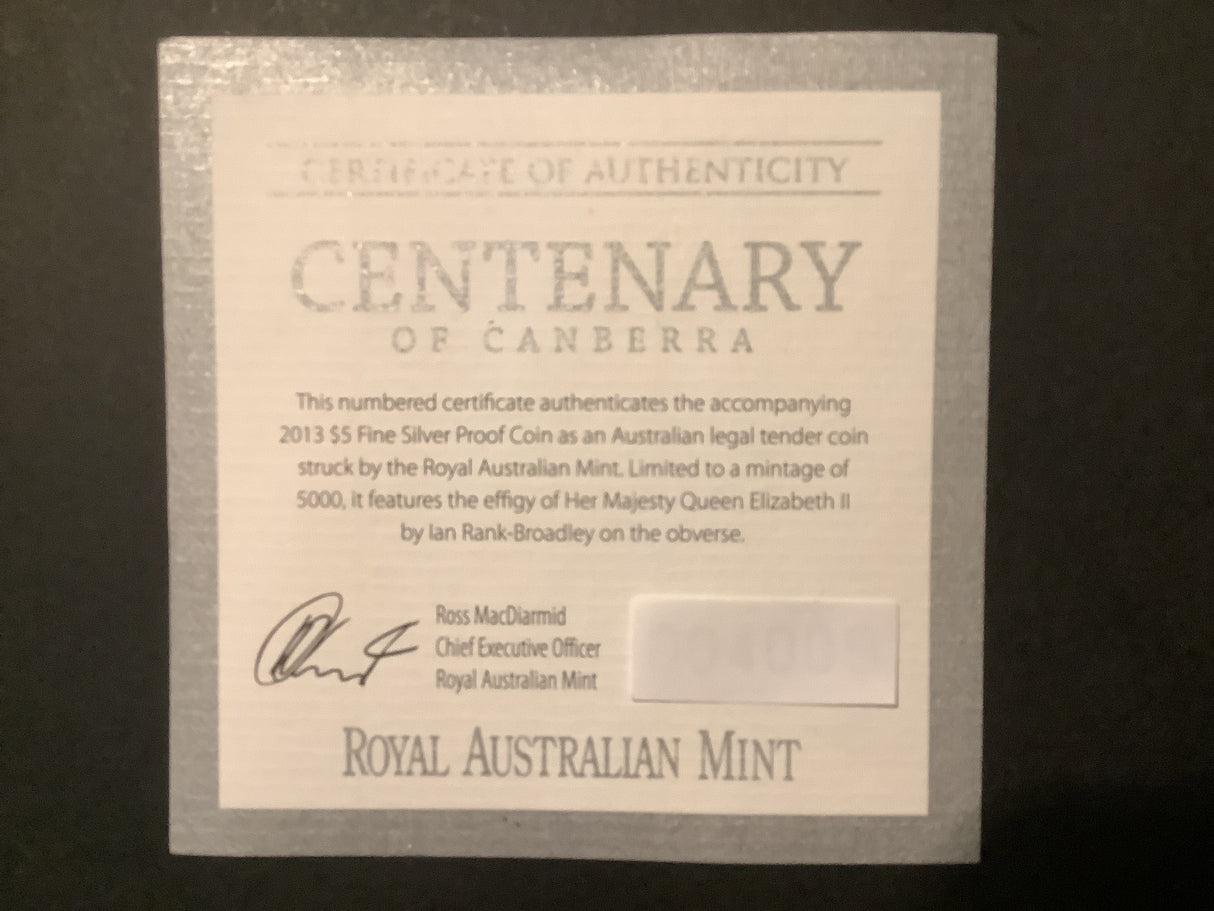 CERTIFICATE OF AUTHENTICITY
CENTENARY
OF CANBERRA
This numbered certificate authenticates the accompanying
2013 $5 Fine Silver Proof Coin as an Australian legal tender coin
struck by the Royal Australian Mint. Limited to a mintage of
5000, it features the effigy of Her Majesty Queen Elizabeth II
by Ian Rank-Broadley on the obverse.
Ross MacDiarmid
Chief Executive Officer
Royal Australian Mint
ROYAL AUSTRALIAN MINT